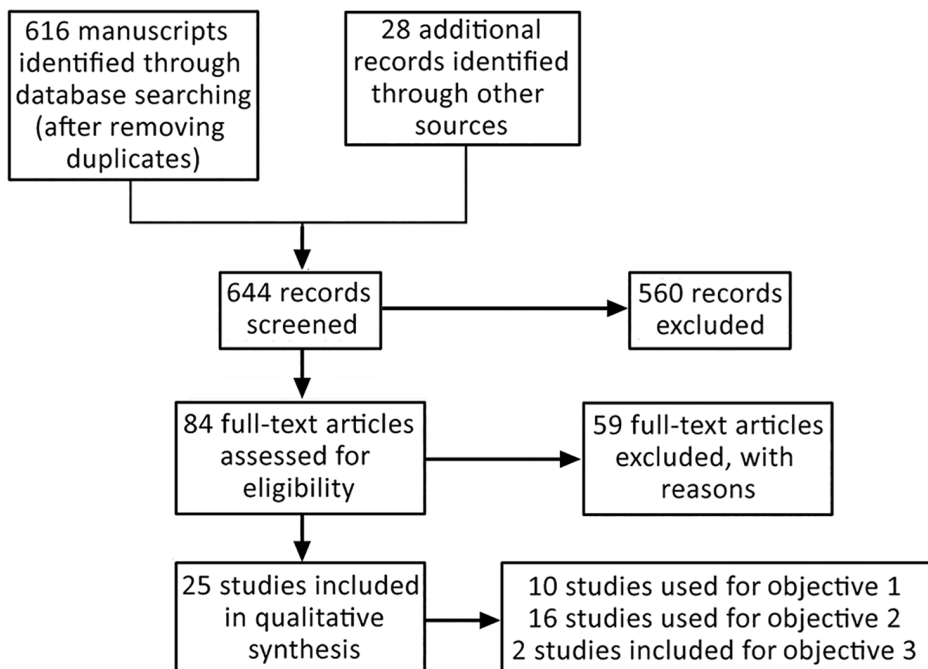 616 manuscripts
identified through
database searching
(after removing
duplicates)
28 additional
records identified
through other
sources
644 records
screened
560 records
excluded
84 full-text articles
assessed for
eligibility
59 full-text articles
excluded, with
reasons
25 studies included
in qualitative
synthesis
10 studies used for objective 1
16 studies used for objective 2
2 studies included for objective 3